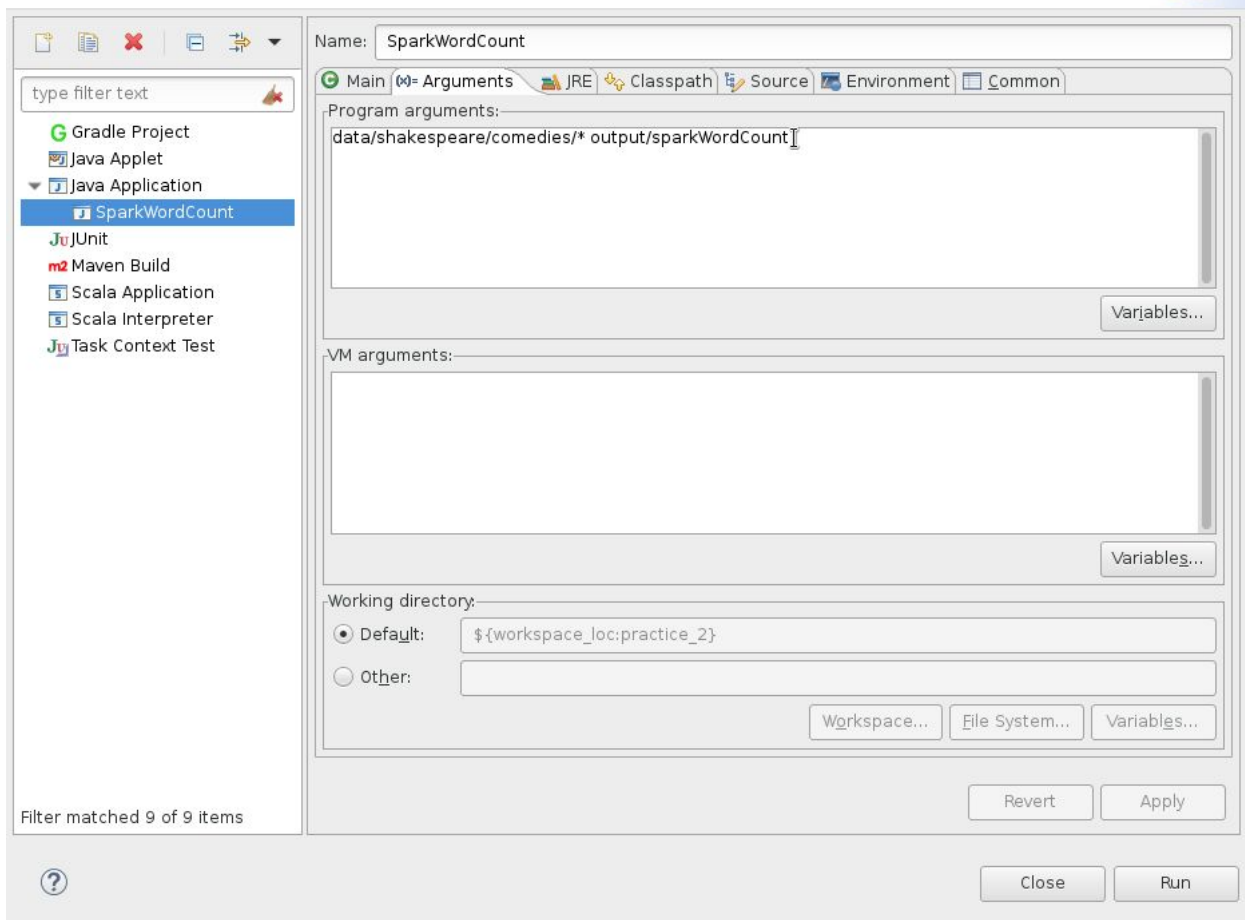 Name: SparkWordCount
type filter text
Gradle Project
Java Applet
Java Application
SparkWordCount
JUnit
Maven Build
Scala Application
Scala Interpreter
Task Context Test
Filter matched 9 of 9 items
Main (x)= Arguments JRE Classpath Source Environment Common
Program arguments:
data/shakespeare/comedies/* output/sparkWordCount
Variables...
VM arguments:
Variables...
Working directory:
Default: ${workspace_loc:practice_2}
Other:
Workspace... File System... Variables...
Revert Apply
Close Run